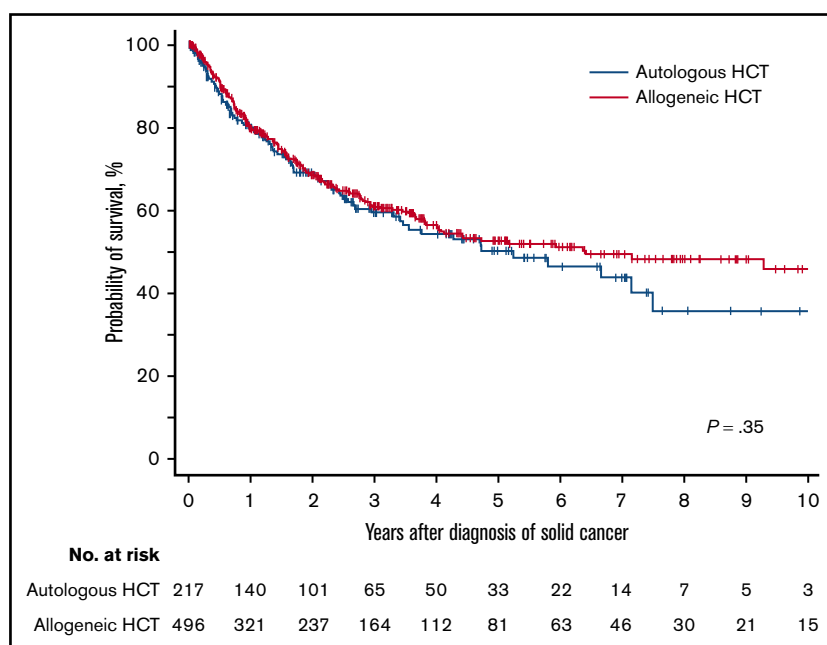 100
80
60
40
20
0
Probability of survival, %
Autologous HCT
Allogeneic HCT
P = .35
0 1 2 3 4 5 6 7 8 9 10
Years after diagnosis of solid cancer
No. at risk
Autologous HCT 217 140 101 65 50 33 22 14 7 5 3
Allogeneic HCT 496 321 237 164 112 81 63 46 30 21 15